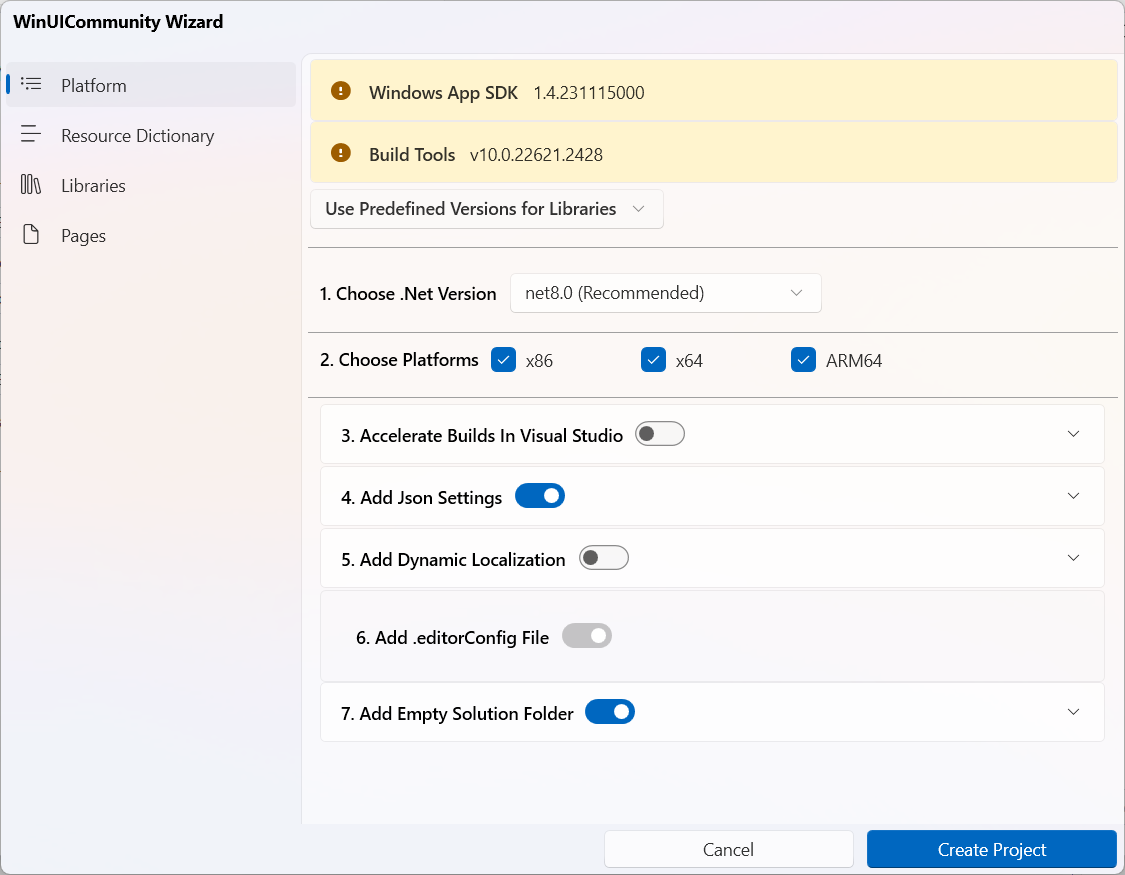 WinUICommunity Wizard
Platform
Resource Dictionary
Libraries
Pages
Windows App SDK 1.4.231115000
Build Tools v10.0.22621.2428
Use Predefined Versions for Libraries
1. Choose .Net Version net8.0 (Recommended)
2. Choose Platforms x86 x64 ARM64
3. Accelerate Builds In Visual Studio
4. Add Json Settings
5. Add Dynamic Localization
6. Add .editorConfig File
7. Add Empty Solution Folder
Cancel Create Project